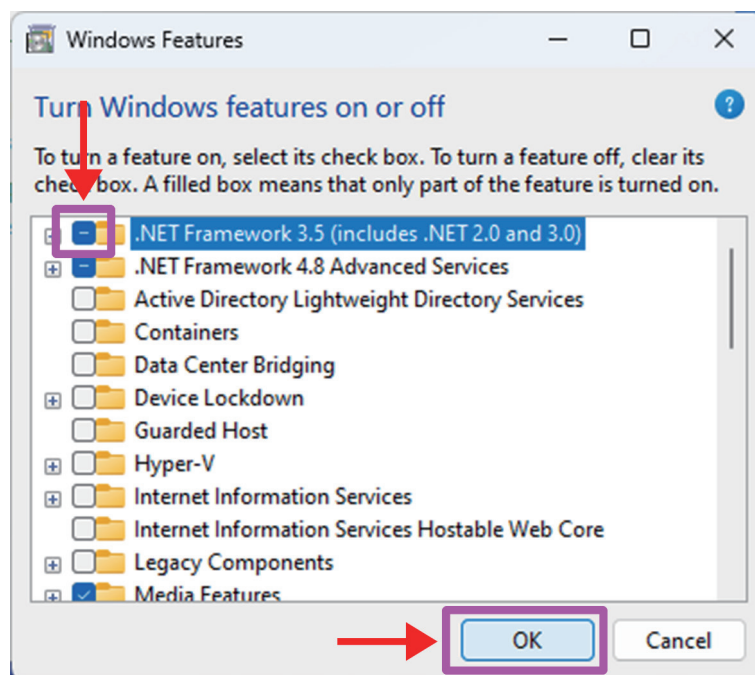 Windows Features
Turn Windows features on or off
?
To turn a feature on, select its check box. To turn a feature off, clear its
check box. A filled box means that only part of the feature is turned on.
.NET Framework 3.5 (includes .NET 2.0 and 3.0)
.NET Framework 4.8 Advanced Services
Active Directory Lightweight Directory Services
Containers
Data Center Bridging
Device Lockdown
Guarded Host
Hyper-V
Internet Information Services
Internet Information Services Hostable Web Core
Legacy Components
Media Features
OK Cancel